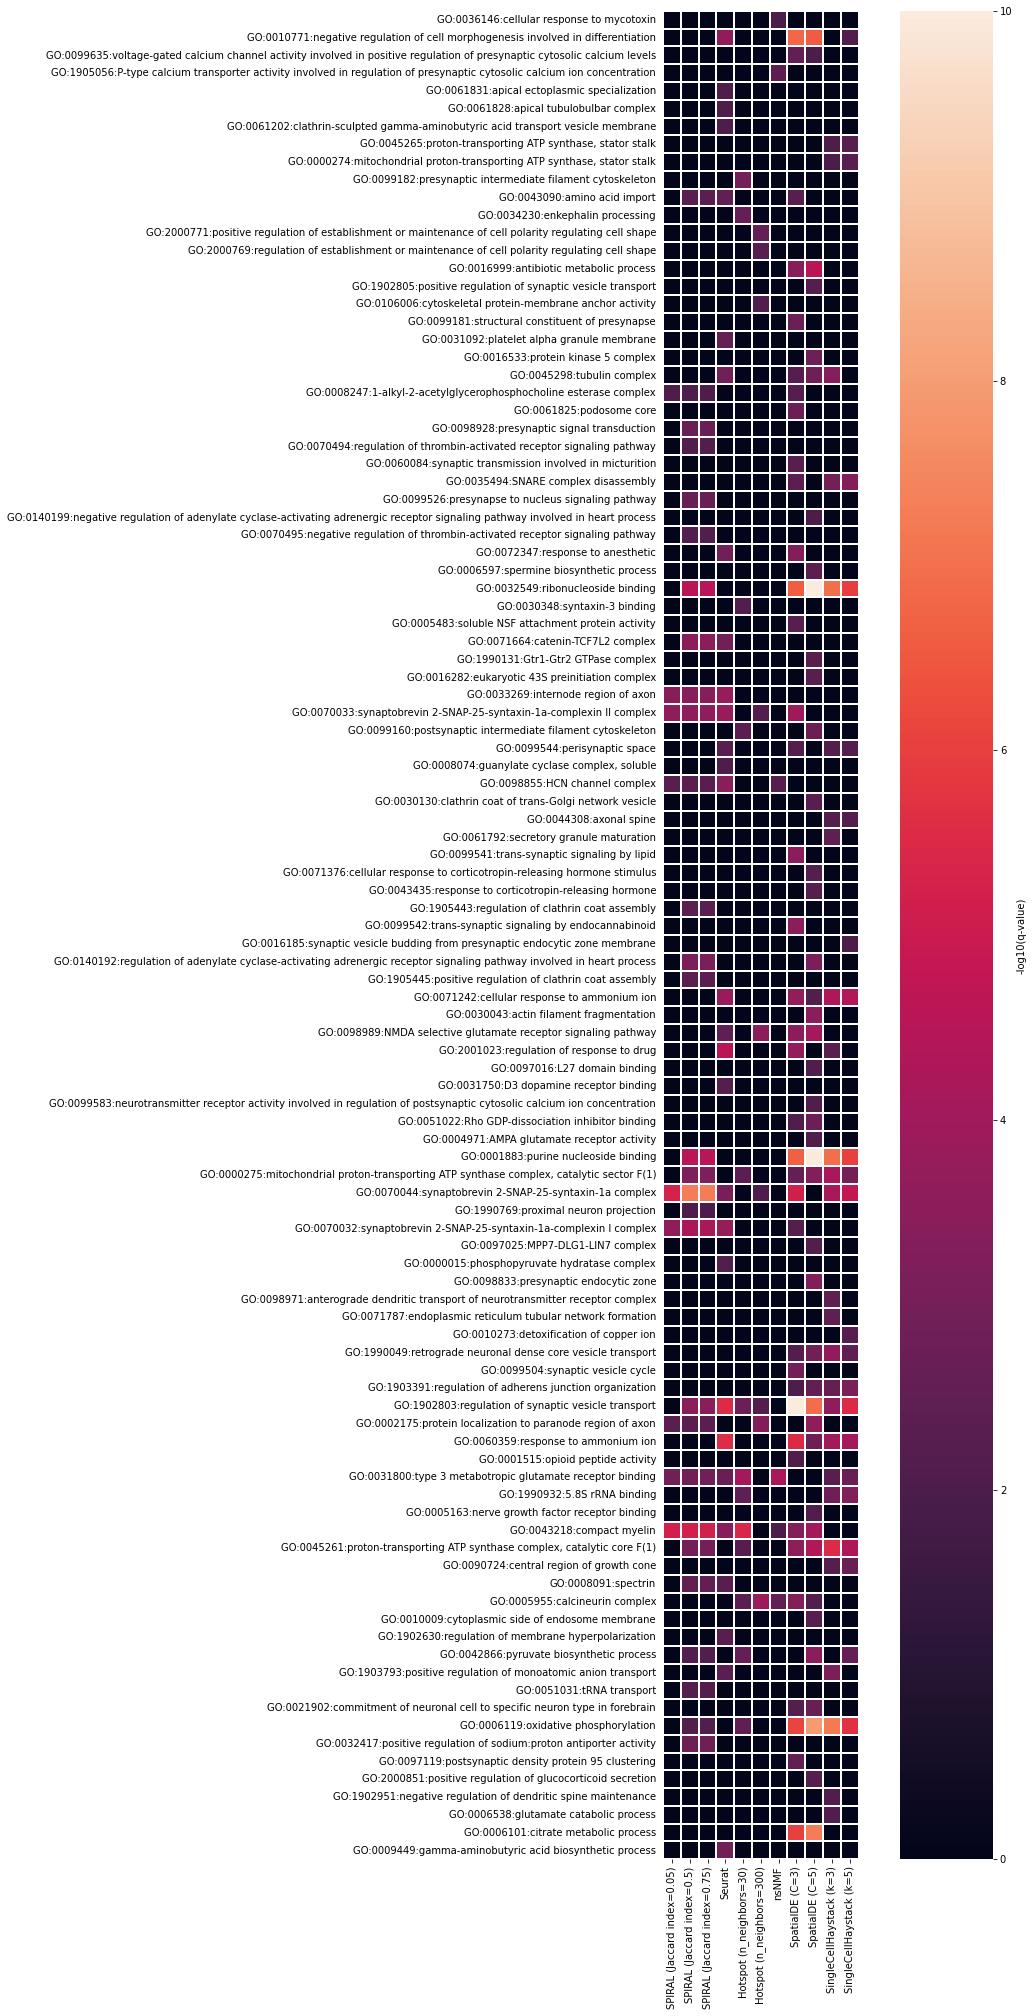 GO:0036146:cellular response to mycotoxin
GO:0010771:negative regulation of cell morphogenesis involved in differentiation
GO:0099635:voltage-gated calcium channel activity involved in positive regulation of presynaptic cytosolic calcium levels
GO:1905056:P-type calcium transporter activity involved in regulation of presynaptic cytosolic calcium ion concentration
GO:0061831:apical ectoplasmic specialization
GO:0061828:apical tubulobulbar complex
GO:0061202:clathrin-sculpted gamma-aminobutyric acid transport vesicle membrane
GO:0045265:proton-transporting ATP synthase, stator stalk
GO:0000274:mitochondrial proton-transporting ATP synthase, stator stalk
GO:0099182:presynaptic intermediate filament cytoskeleton
GO:0043090:amino acid import
GO:0034230:enkephalin processing
GO:2000771:positive regulation of establishment or maintenance of cell polarity regulating cell shape
GO:2000769:regulation of establishment or maintenance of cell polarity regulating cell shape
GO:0016999:antibiotic metabolic process
GO:1902805:positive regulation of synaptic vesicle transport
GO:0106006:cytoskeletal protein-membrane anchor activity
GO:0099181:structural constituent of presynapse
GO:0031092:platelet alpha granule membrane
GO:0016533:protein kinase 5 complex
GO:0045298:tubulin complex
GO:0008247:1-alkyl-2-acetylglycerophosphocholine esterase complex
GO:0061825:podosome core
GO:0098928:presynaptic signal transduction
GO:0070494:regulation of thrombin-activated receptor signaling pathway
GO:0060084:synaptic transmission involved in micturition
GO:0035494:SNARE complex disassembly
GO:0099526:presynapse to nucleus signaling pathway
GO:0140199:negative regulation of adenylate cyclase-activating adrenergic receptor signaling pathway involved in heart process
GO:0070495:negative regulation of thrombin-activated receptor signaling pathway
GO:0072347:response to anesthetic
GO:0006597:spermine biosynthetic process
GO:0032549:ribonucleoside binding
GO:0030348:syntaxin-3 binding
GO:0005483:soluble NSF attachment protein activity
GO:0071664:catenin-TCF7L2 complex
GO:1990131:Gtr1-Gtr2 GTPase complex
GO:0016282:eukaryotic 43S preinitiation complex
GO:0033269:internode region of axon
GO:0070033:synaptobrevin 2-SNAP-25-syntaxin-1a-complexin II complex
GO:0099160:postsynaptic intermediate filament cytoskeleton
GO:0099544:perisynaptic space
GO:0008074:guanylate cyclase complex, soluble
GO:0098855:HCN channel complex
GO:0030130:clathrin coat of trans-Golgi network vesicle
GO:0044308:axonal spine
GO:0061792:secretory granule maturation
GO:0099541:trans-synaptic signaling by lipid
GO:0071376:cellular response to corticotropin-releasing hormone stimulus
GO:0043435:response to corticotropin-releasing hormone
GO:1905443:regulation of clathrin coat assembly
GO:0099542:trans-synaptic signaling by endocannabinoid
GO:0016185:synaptic vesicle budding from presynaptic endocytic zone membrane
GO:0140192:regulation of adenylate cyclase-activating adrenergic receptor signaling pathway involved in heart process
GO:1905445:positive regulation of clathrin coat assembly
GO:0071242:cellular response to ammonium ion
GO:0030043:actin filament fragmentation
GO:0098989:NMDA selective glutamate receptor signaling pathway
GO:2001023:regulation of response to drug
GO:0097016:L27 domain binding
GO:0031750:D3 dopamine receptor binding
GO:0099583:neurotransmitter receptor activity involved in regulation of postsynaptic cytosolic calcium ion concentration
GO:0051022:Rho GDP-dissociation inhibitor binding
GO:0004971:AMPA glutamate receptor activity
GO:0001883:purine nucleoside binding
GO:0000275:mitochondrial proton-transporting ATP synthase complex, catalytic sector F(1)
GO:0070044:synaptobrevin 2-SNAP-25-syntaxin-1a complex
GO:1990769:proximal neuron projection
GO:0070032:synaptobrevin 2-SNAP-25-syntaxin-1a-complexin I complex
GO:0097025:MPP7-DLG1-LIN7 complex
GO:0000015:phosphopyruvate hydratase complex
GO:0098833:presynaptic endocytic zone
GO:0098971:anterograde dendritic transport of neurotransmitter receptor complex
GO:0071787:endoplasmic reticulum tubular network formation
GO:0010273:detoxification of copper ion
GO:1990049:retrograde neuronal dense core vesicle transport
GO:0099504:synaptic vesicle cycle
GO:1903391:regulation of adherens junction organization
GO:1902803:regulation of synaptic vesicle transport
GO:0002175:protein localization to paranode region of axon
GO:0060359:response to ammonium ion
GO:0001515:opioid peptide activity
GO:0031800:type 3 metabotropic glutamate receptor binding
GO:1990932:5.8S rRNA binding
GO:0005163:nerve growth factor receptor binding
GO:0043218:compact myelin
GO:0045261:proton-transporting ATP synthase complex, catalytic core F(1)
GO:0090724:central region of growth cone
GO:0008091:spectrin
GO:0005955:calcineurin complex
GO:0010009:cytoplasmic side of endosome membrane
GO:1902630:regulation of membrane hyperpolarization
GO:0042866:pyruvate biosynthetic process
GO:1903793:positive regulation of monoatomic anion transport
GO:0051031:tRNA transport
GO:0021902:commitment of neuronal cell to specific neuron type in forebrain
GO:0006119:oxidative phosphorylation
GO:0032417:positive regulation of sodium:proton antiporter activity
GO:0097119:postsynaptic density protein 95 clustering
GO:2000851:positive regulation of glucocorticoid secretion
GO:1902951:negative regulation of dendritic spine maintenance
GO:0006538:glutamate catabolic process
GO:0006101:citrate metabolic process
GO:0009449:gamma-aminobutyric acid biosynthetic process
SPIRAL (Jaccard index=0.05)
SPIRAL (Jaccard index=0.5)
SPIRAL (Jaccard index=0.75)
Seurat
Hotspot (n_neighbors=30)
Hotspot (n_neighbors=300)
nsNMF
SpatialDE (C=3)
SpatialDE (C=5)
SingleCellHaystack (k=3)
SingleCellHaystack (k=5)
10
8
6
4
2
0
-log10(q-value)